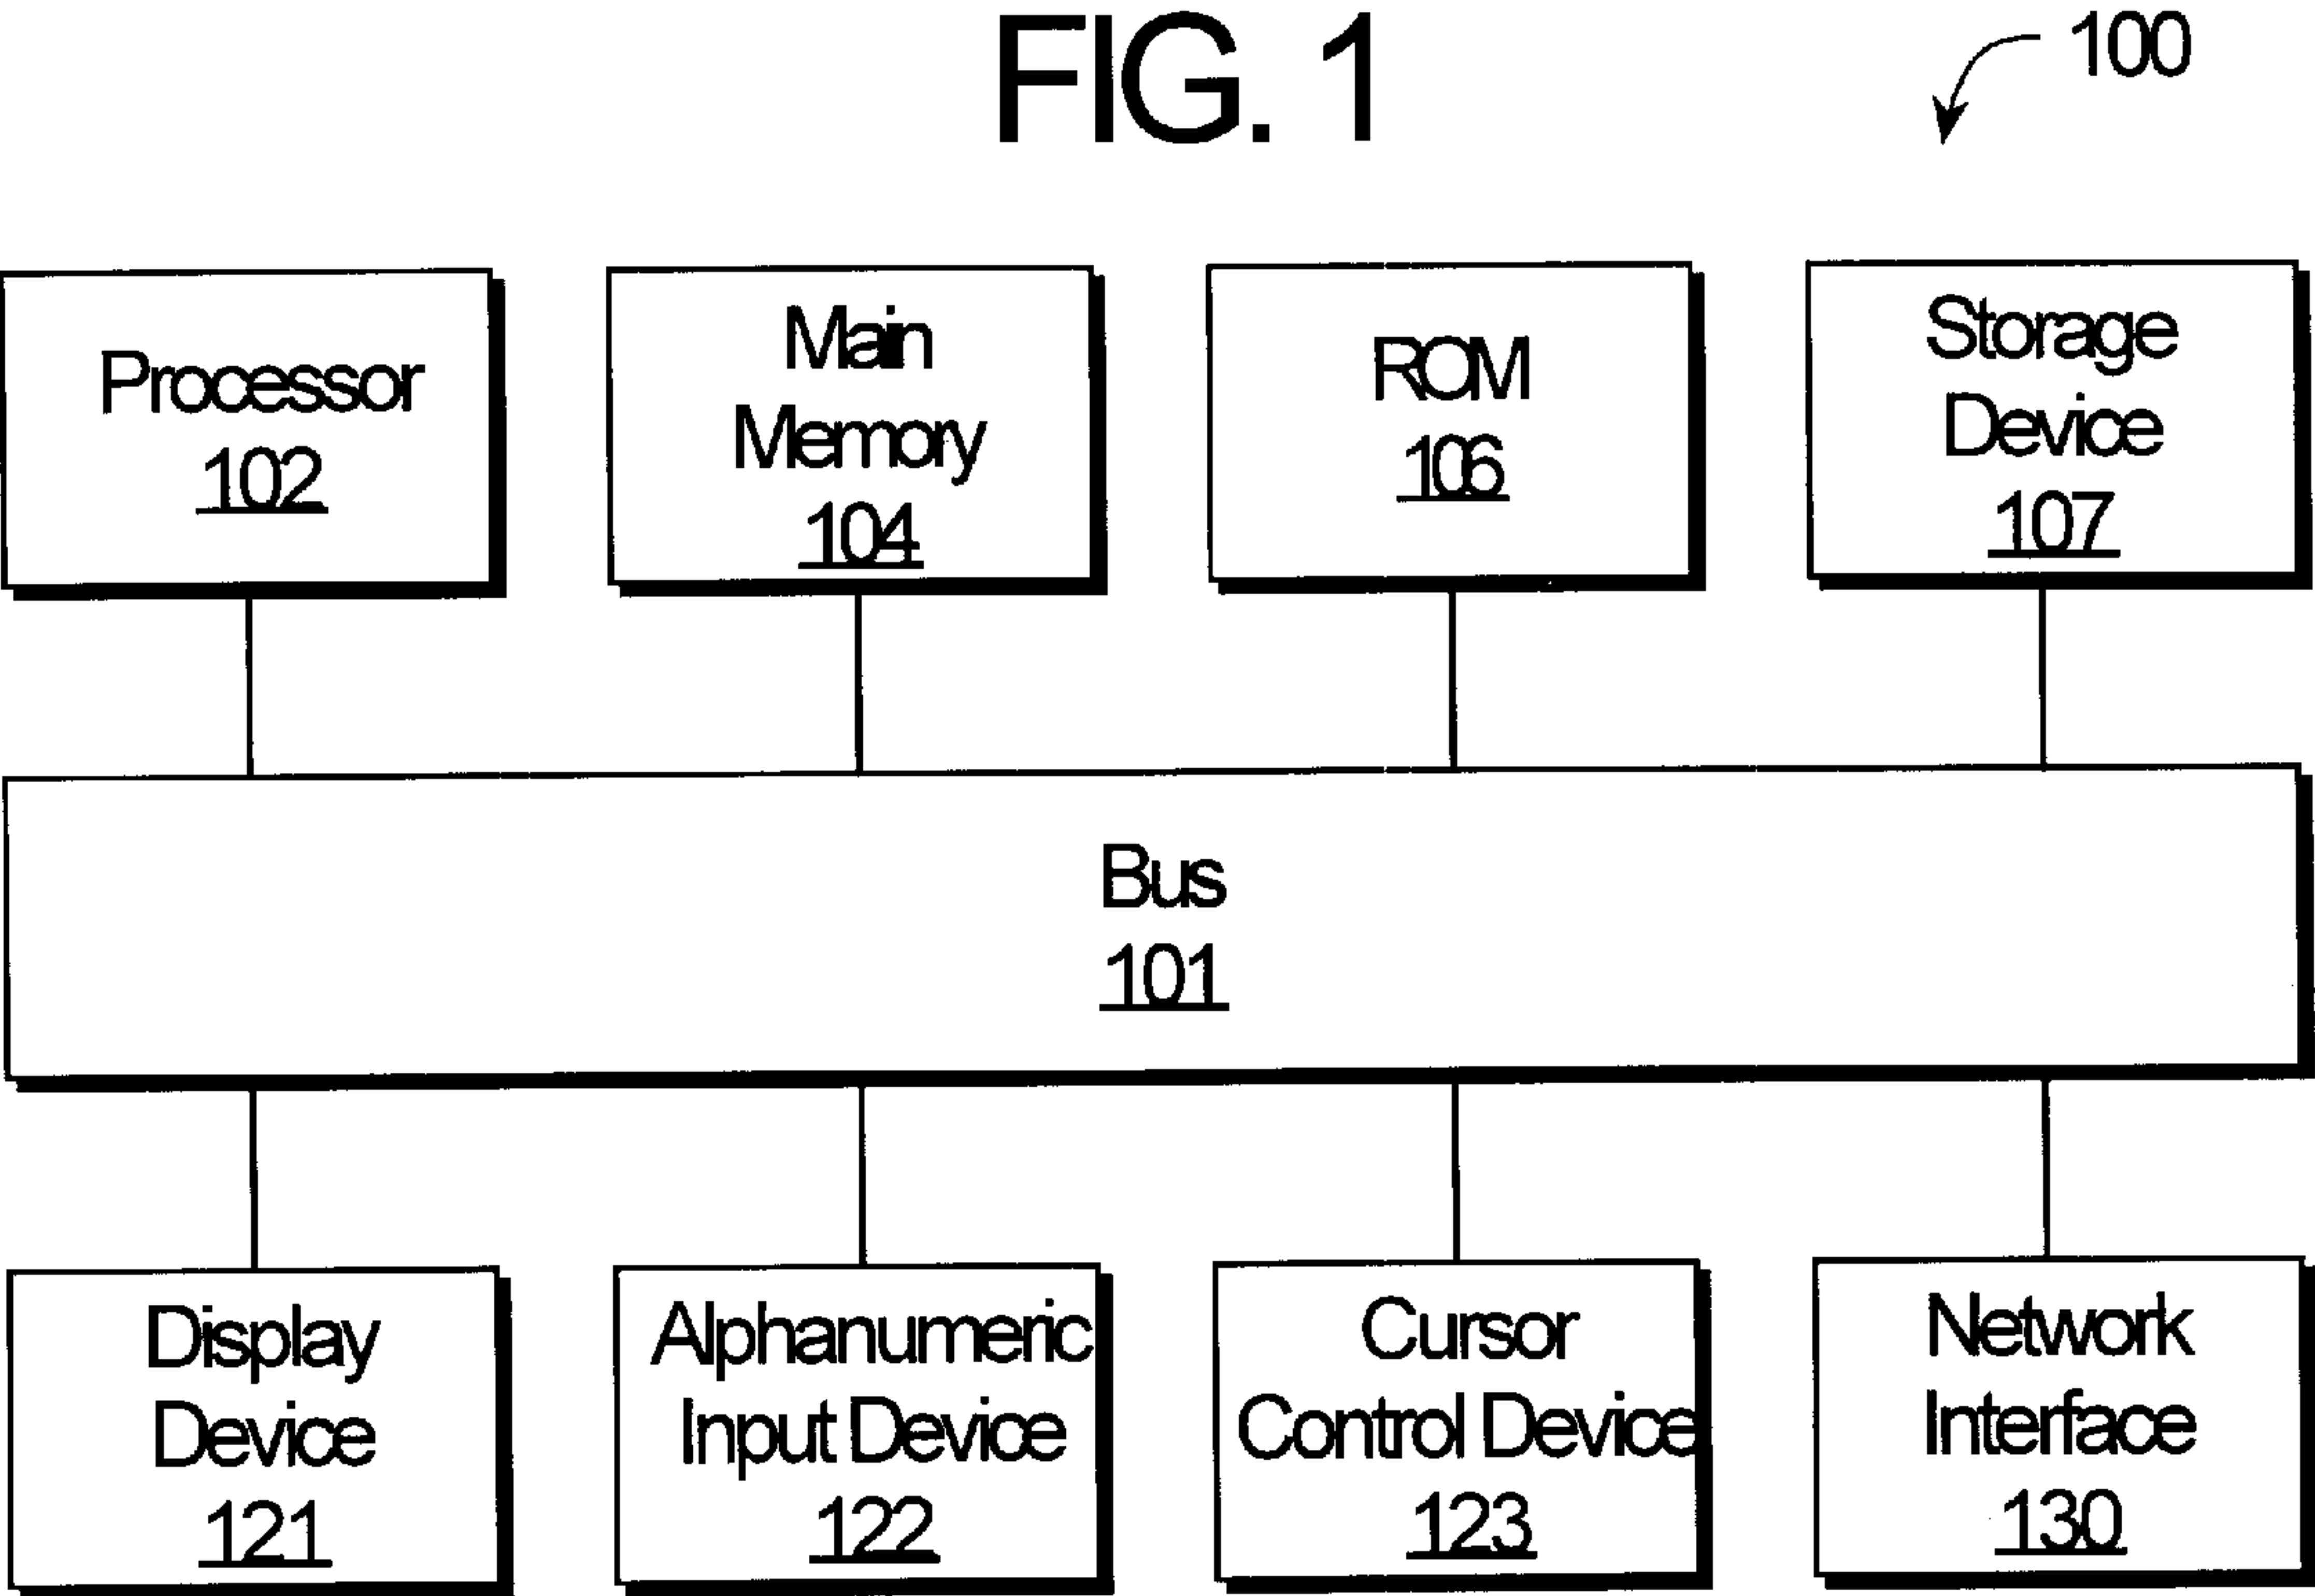 FIG. 1
100
Processor
102
Main
Memory
104
ROM
106
Storage
Device
107
Bus
101
Display
Device
121
Alphanumeric
Input Device
122
Cursor
Control Device
123
Network
Interface
130